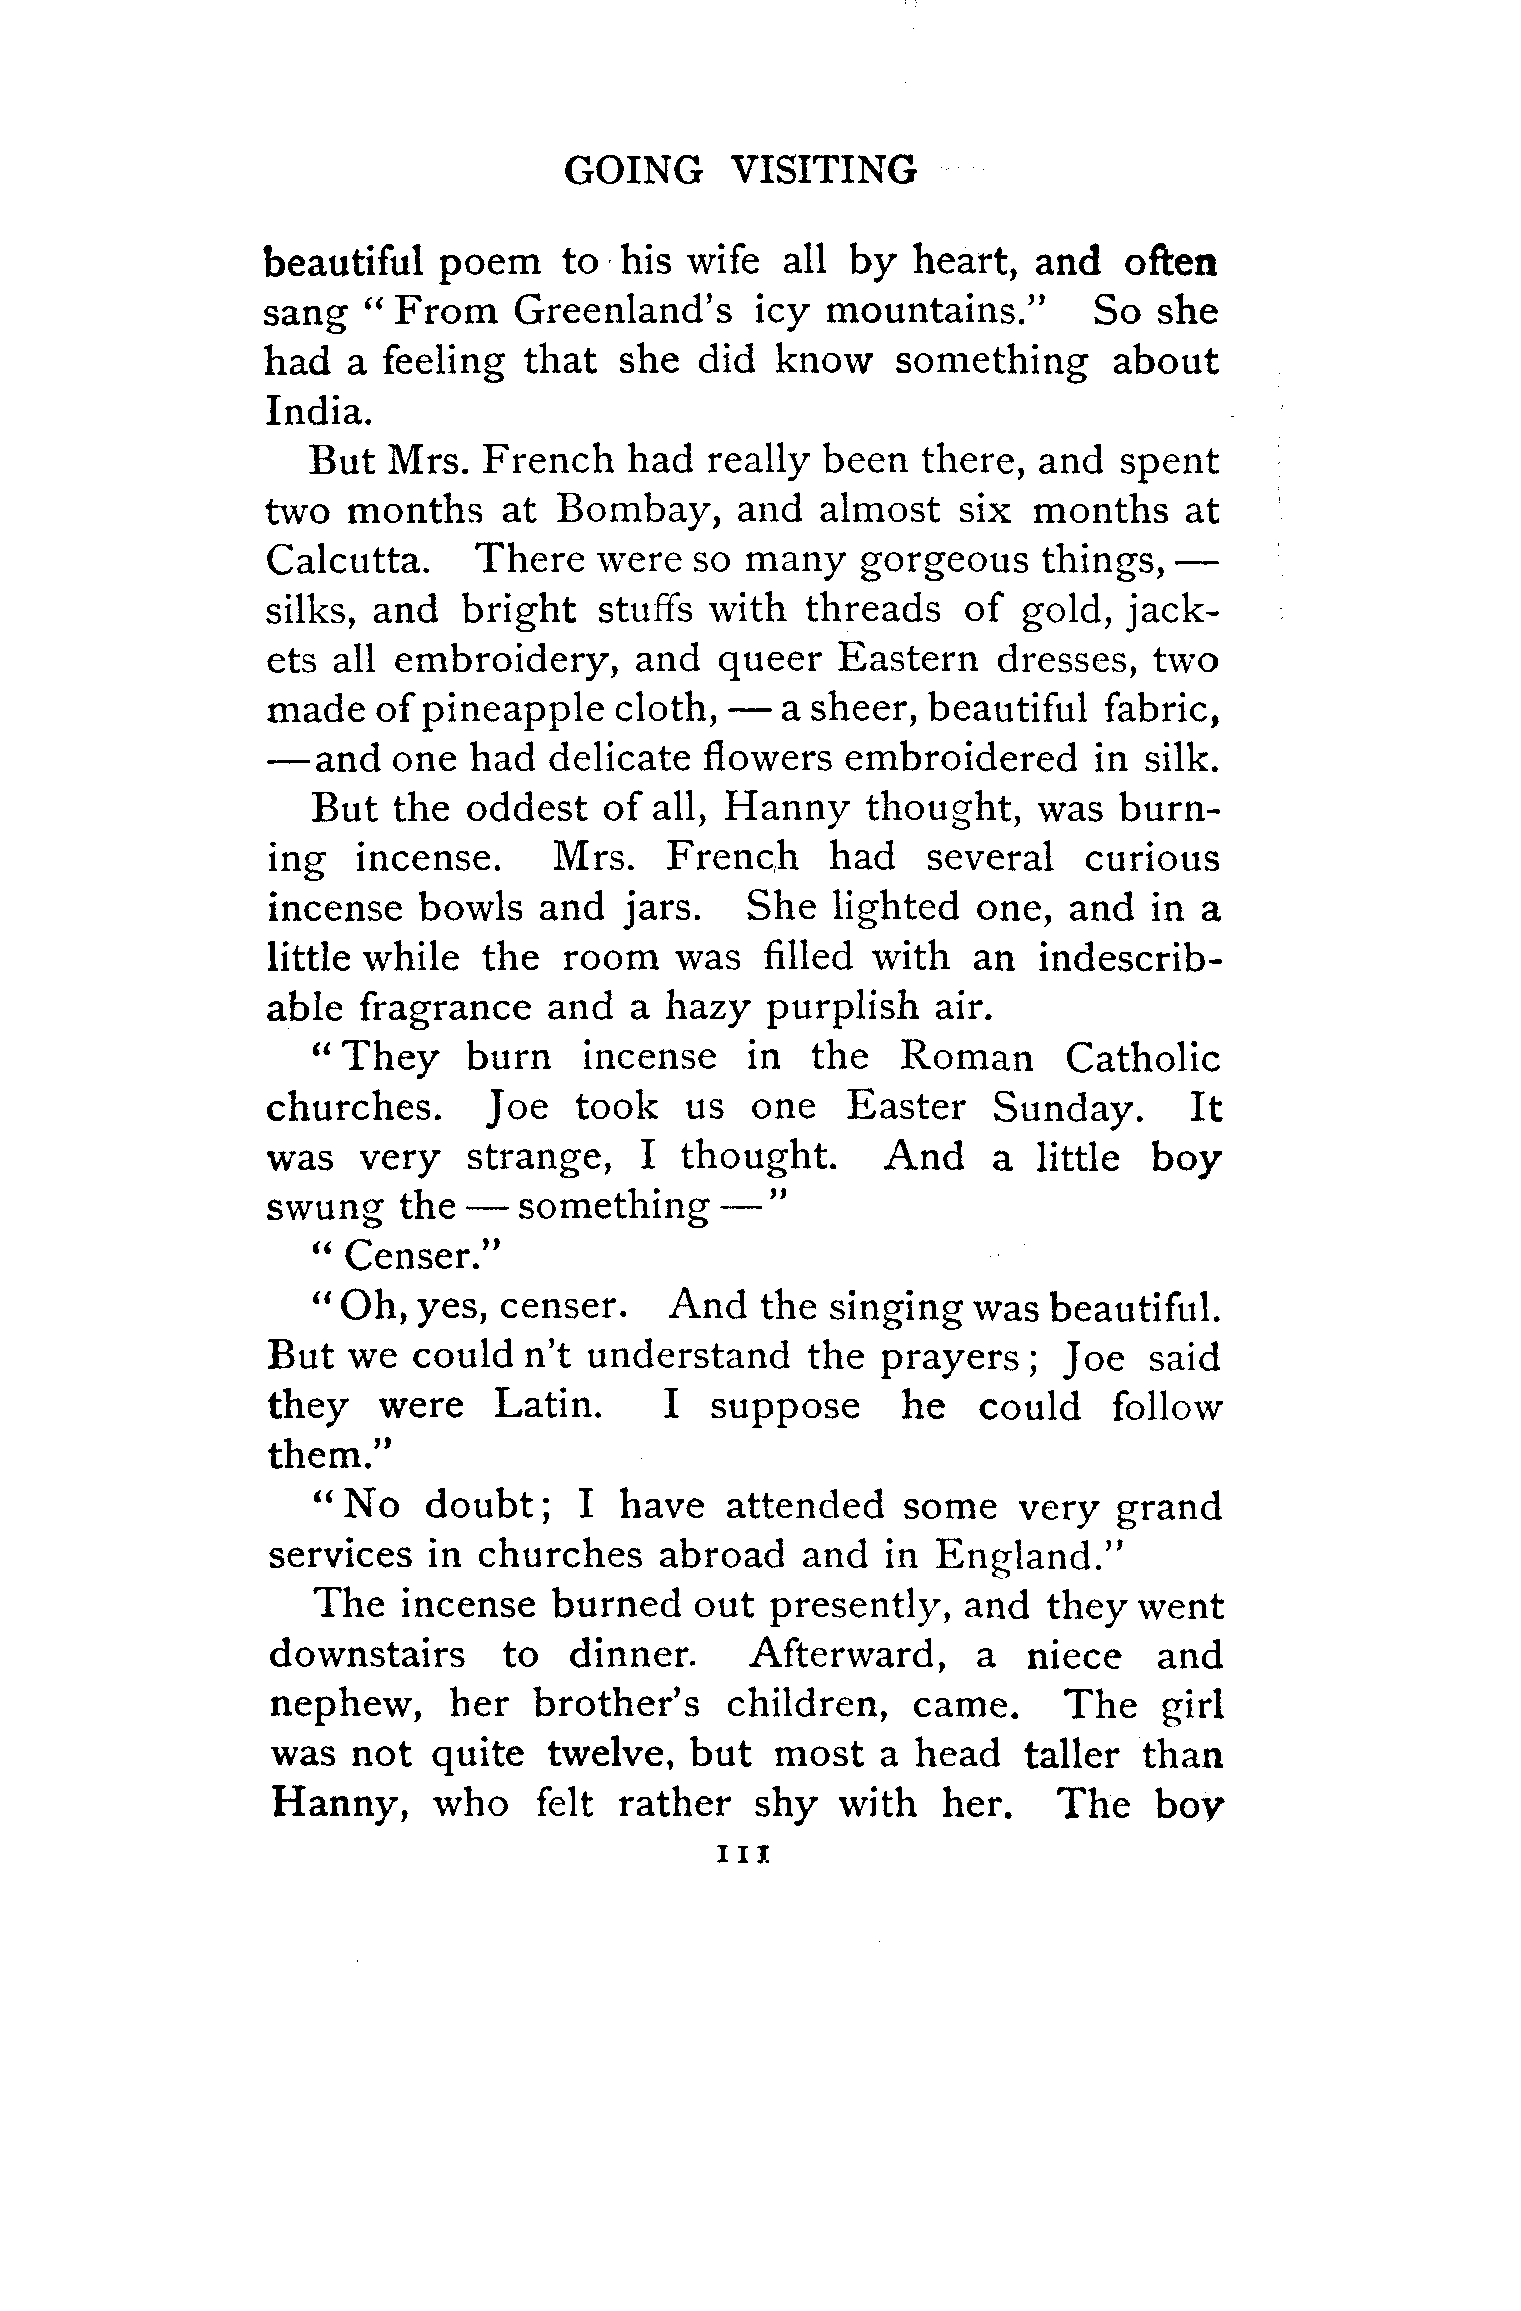 GOING VISITING
beautiful poem to his wife all by heart, and often
sang “From Greenland's icy mountains.” So she
had a feeling that she did know something about
India.
But Mrs. French had really been there, and spent
two months at Bombay, and almost six months at
Calcutta. There were so many gorgeous things, —
silks, and bright stuffs with threads of gold, jack-
ets all embroidery, and queer Eastern dresses, two
made of pineapple cloth, — a sheer, beautiful fabric,
— and one had delicate flowers embroidered in silk.
But the oddest of all, Hanny thought, was burn-
ing incense. Mrs. French had several curious
incense bowls and jars. She lighted one, and in a
little while the room was filled with an indescrib-
able fragrance and a hazy purplish air.
“They burn incense in the Roman Catholic
churches. Joe took us one Easter Sunday. It
was very strange, I thought. And a little boy
swung the — something —”
“Censer.”
“Oh, yes, censer. And the singing was beautiful.
But we could n't understand the prayers; Joe said
they were Latin. I suppose he could follow
them.”
“No doubt; I have attended some very grand
services in churches abroad and in England.”
The incense burned out presently, and they went
downstairs to dinner. Afterward, a niece and
nephew, her brother's children, came. The girl
was not quite twelve, but most a head taller than
Hanny, who felt rather shy with her. The boy
111